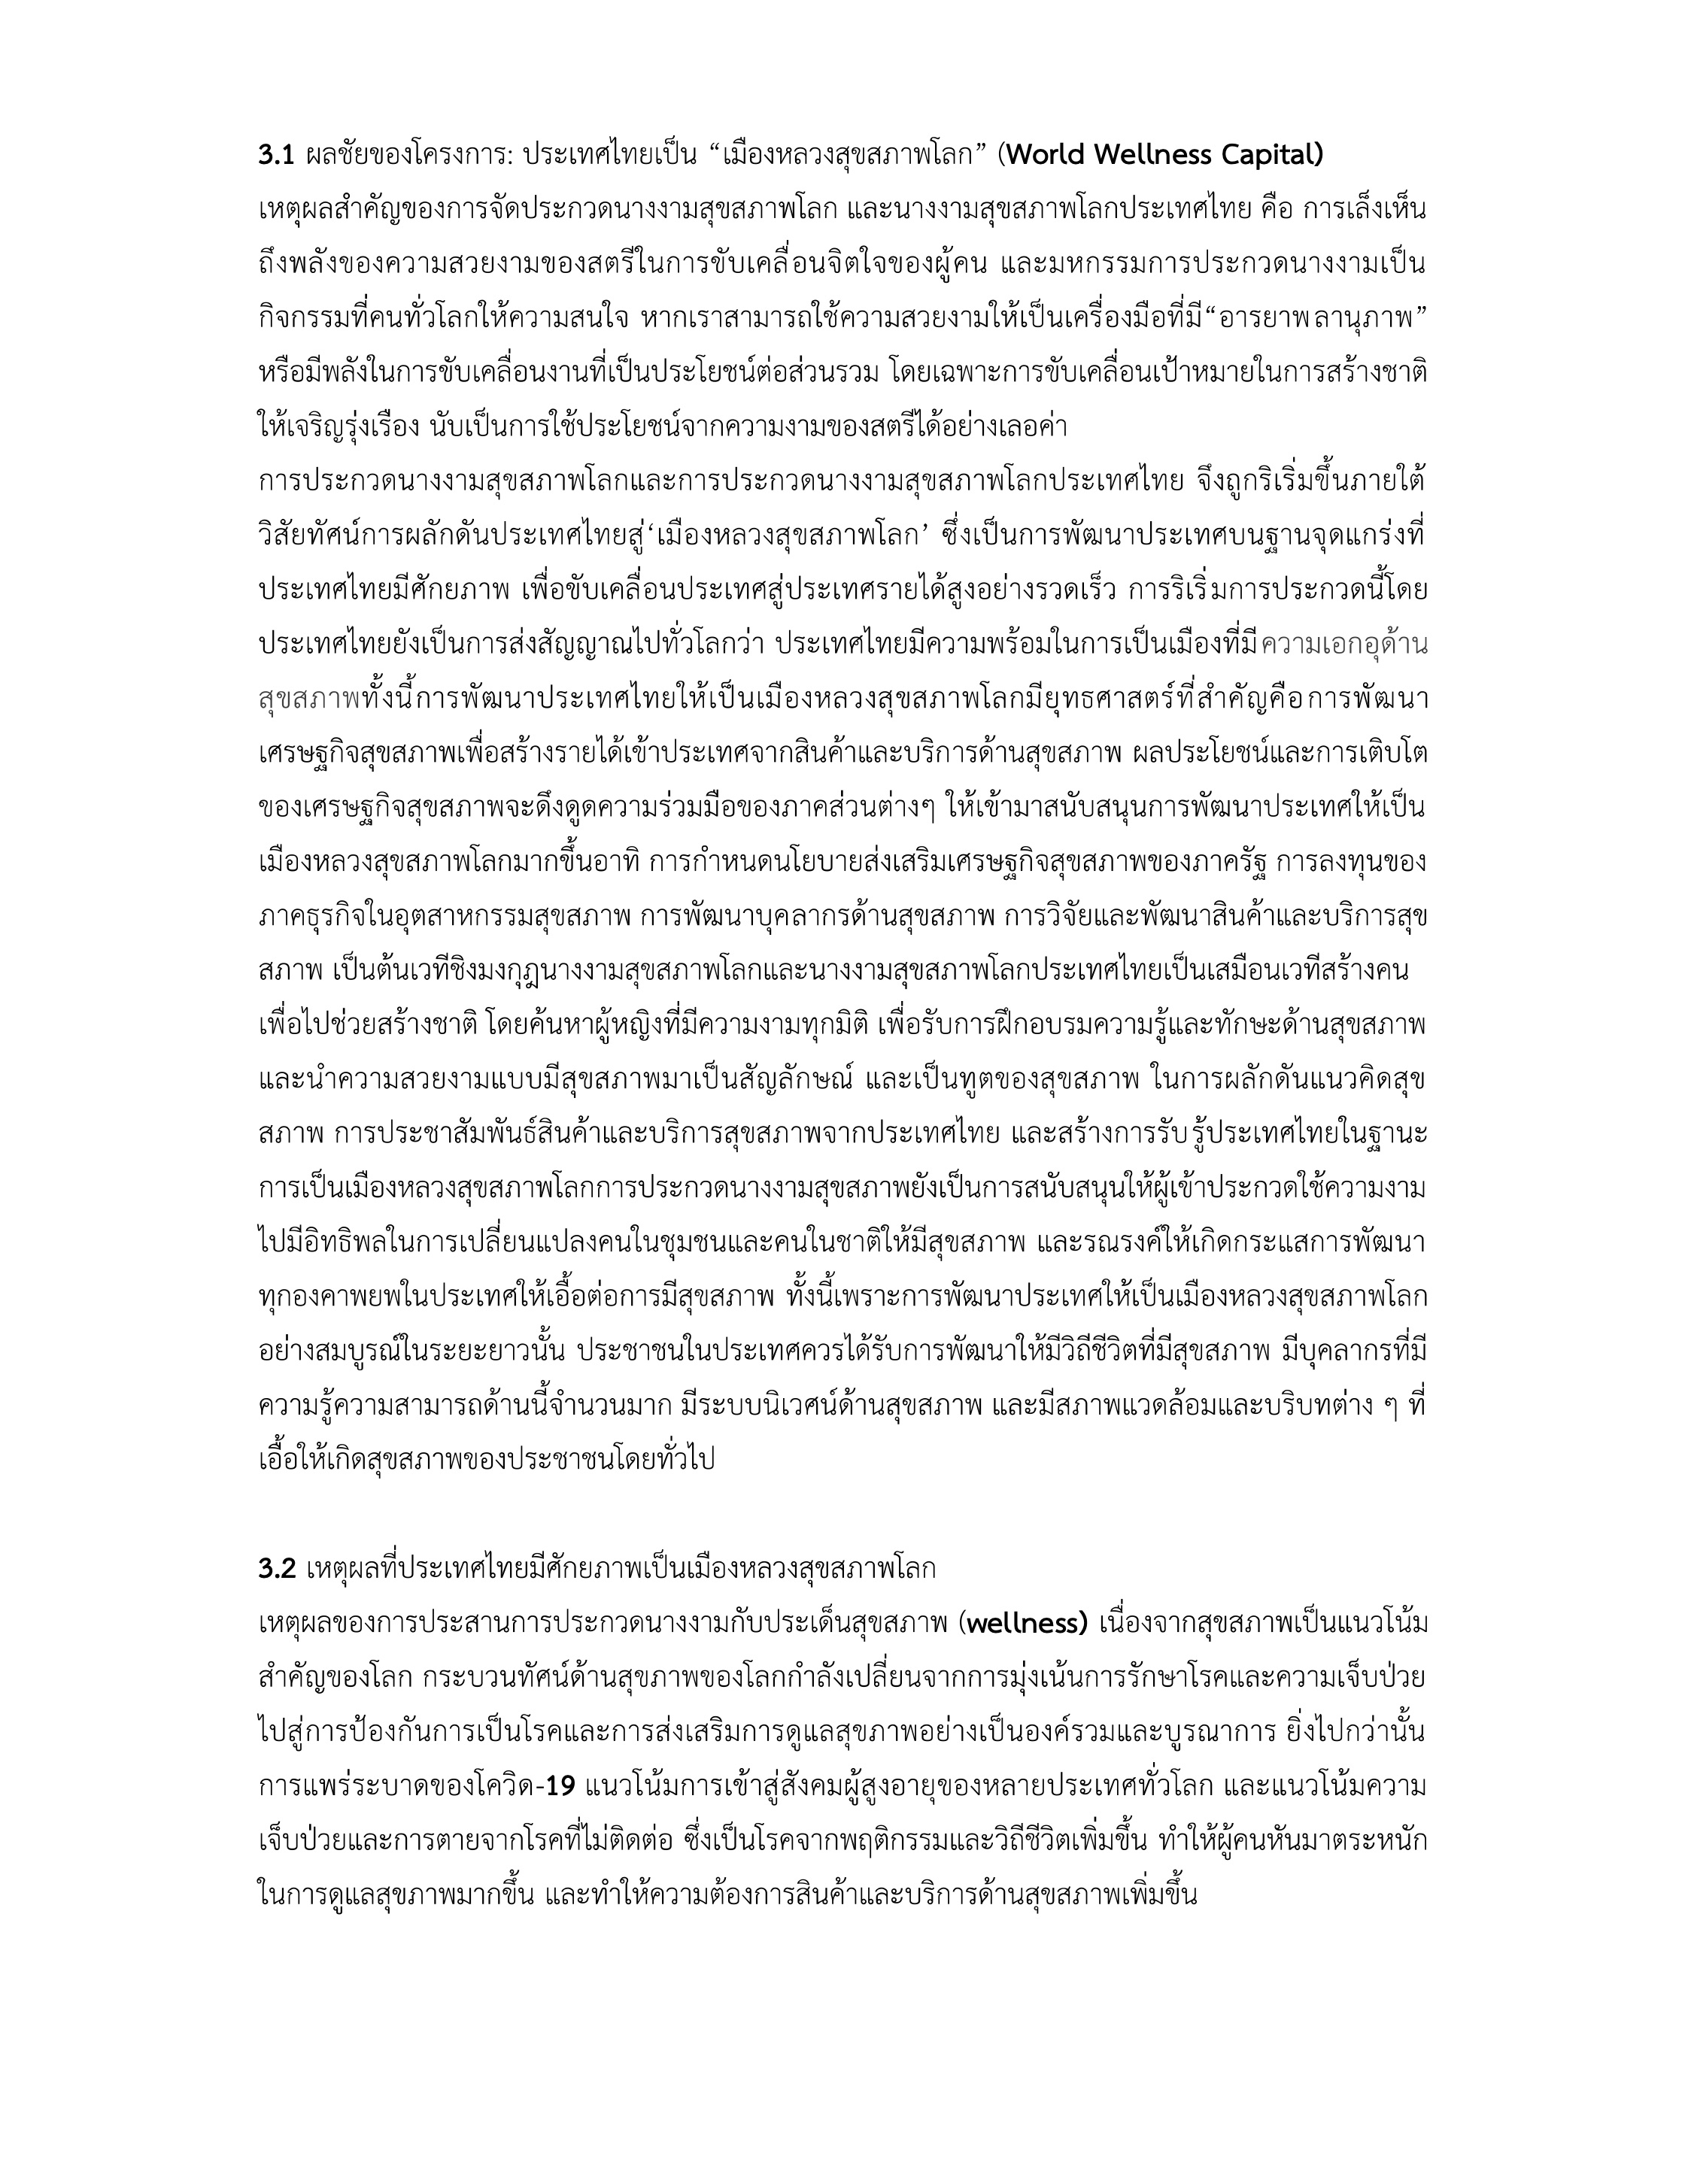 3.1 ผลชัยของโครงการ: ประเทศไทยเป็น “เมืองหลวงสุขสภาพโลก” (World Wellness Capital)
เหตุผลสำคัญของการจัดประกวดนางงามสุขสภาพโลก และนางงามสุขสภาพโลกประเทศไทย คือ การเล็งเห็น
ถึงพลังของความสวยงามของสตรีในการขับเคลื่อนจิตใจของผู้คน และมหกรรมการประกวดนางงามเป็น
กิจกรรมที่คนทั่วโลกให้ความสนใจ หากเราสามารถใช้ความสวยงามให้เป็นเครื่องมือที่มี“อารยาพลานุภาพ”
หรือมีพลังในการขับเคลื่อนงานที่เป็นประโยชน์ต่อส่วนรวม โดยเฉพาะการขับเคลื่อนเป้าหมายในการสร้างชาติ
ให้เจริญรุ่งเรือง นับเป็นการใช้ประโยชน์จากความงามของสตรีได้อย่างเลอค่า
การประกวดนางงามสุขสภาพโลกและการประกวดนางงามสุขสภาพโลกประเทศไทย จึงถูกริเริ่มขึ้นภายใต้
วิสัยทัศน์การผลักดันประเทศไทยสู่‘เมืองหลวงสุขสภาพโลก’ ซึ่งเป็นการพัฒนาประเทศบนฐานจุดแกร่งที่
ประเทศไทยมีศักยภาพ เพื่อขับเคลื่อนประเทศสู่ประเทศรายได้สูงอย่างรวดเร็ว การริเริ่มการประกวดนี้โดย
ประเทศไทยยังเป็นการส่งสัญญาณไปทั่วโลกว่า ประเทศไทยมีความพร้อมในการเป็นเมืองที่มีความเอกอุด้าน
สุขสภาพทั้งนี้การพัฒนาประเทศไทยให้เป็นเมืองหลวงสุขสภาพโลกมียุทธศาสตร์ที่สำคัญคือการพัฒนา
เศรษฐกิจสุขสภาพเพื่อสร้างรายได้เข้าประเทศจากสินค้าและบริการด้านสุขสภาพ ผลประโยชน์และการเติบโต
ของเศรษฐกิจสุขสภาพจะดึงดูดความร่วมมือของภาคส่วนต่างๆ ให้เข้ามาสนับสนุนการพัฒนาประเทศให้เป็น
เมืองหลวงสุขสภาพโลกมากขึ้นอาทิ การกำหนดนโยบายส่งเสริมเศรษฐกิจสุขสภาพของภาครัฐ การลงทุนของ
ภาคธุรกิจในอุตสาหกรรมสุขสภาพ การพัฒนาบุคลากรด้านสุขสภาพ การวิจัยและพัฒนาสินค้าและบริการสุข
สภาพ เป็นต้นเวทีชิงมงกุฎนางงามสุขสภาพโลกและนางงามสุขสภาพโลกประเทศไทยเป็นเสมือนเวทีสร้างคน
เพื่อไปช่วยสร้างชาติ โดยค้นหาผู้หญิงที่มีความงามทุกมิติ เพื่อรับการฝึกอบรมความรู้และทักษะด้านสุขสภาพ
และนำความสวยงามแบบมีสุขสภาพมาเป็นสัญลักษณ์ และเป็นทูตของสุขสภาพ ในการผลักดันแนวคิดสุข
สภาพ การประชาสัมพันธ์สินค้าและบริการสุขสภาพจากประเทศไทย และสร้างการรับรู้ประเทศไทยในฐานะ
การเป็นเมืองหลวงสุขสภาพโลกการประกวดนางงามสุขสภาพยังเป็นการสนับสนุนให้ผู้เข้าประกวดใช้ความงาม
ไปมีอิทธิพลในการเปลี่ยนแปลงคนในชุมชนและคนในชาติให้มีสุขสภาพ และรณรงค์ให้เกิดกระแสการพัฒนา
ทุกองคาพยพในประเทศให้เอื้อต่อการมีสุขสภาพ ทั้งนี้เพราะการพัฒนาประเทศให้เป็นเมืองหลวงสุขสภาพโลก
อย่างสมบูรณ์ในระยะยาวนั้น ประชาชนในประเทศควรได้รับการพัฒนาให้มีวิถีชีวิตที่มีสุขสภาพ มีบุคลากรที่มี
ความรู้ความสามารถด้านนี้จำนวนมาก มีระบบนิเวศน์ด้านสุขสภาพ และมีสภาพแวดล้อมและบริบทต่าง ๆ ที่
เอื้อให้เกิดสุขสภาพของประชาชนโดยทั่วไป
3.2 เหตุผลที่ประเทศไทยมีศักยภาพเป็นเมืองหลวงสุขสภาพโลก
เหตุผลของการประสานการประกวดนางงามกับประเด็นสุขสภาพ (wellness) เนื่องจากสุขสภาพเป็นแนวโน้ม
สำคัญของโลก กระบวนทัศน์ด้านสุขภาพของโลกกำลังเปลี่ยนจากการมุ่งเน้นการรักษาโรคและความเจ็บป่วย
ไปสู่การป้องกันการเป็นโรคและการส่งเสริมการดูแลสุขภาพอย่างเป็นองค์รวมและบูรณาการ ยิ่งไปกว่านั้น
การแพร่ระบาดของโควิด-19 แนวโน้มการเข้าสู่สังคมผู้สูงอายุของหลายประเทศทั่วโลก และแนวโน้มความ
เจ็บป่วยและการตายจากโรคที่ไม่ติดต่อ ซึ่งเป็นโรคจากพฤติกรรมและวิถีชีวิตเพิ่มขึ้น ทำให้ผู้คนหันมาตระหนัก
ในการดูแลสุขภาพมากขึ้น และทำให้ความต้องการสินค้าและบริการด้านสุขสภาพเพิ่มขึ้น